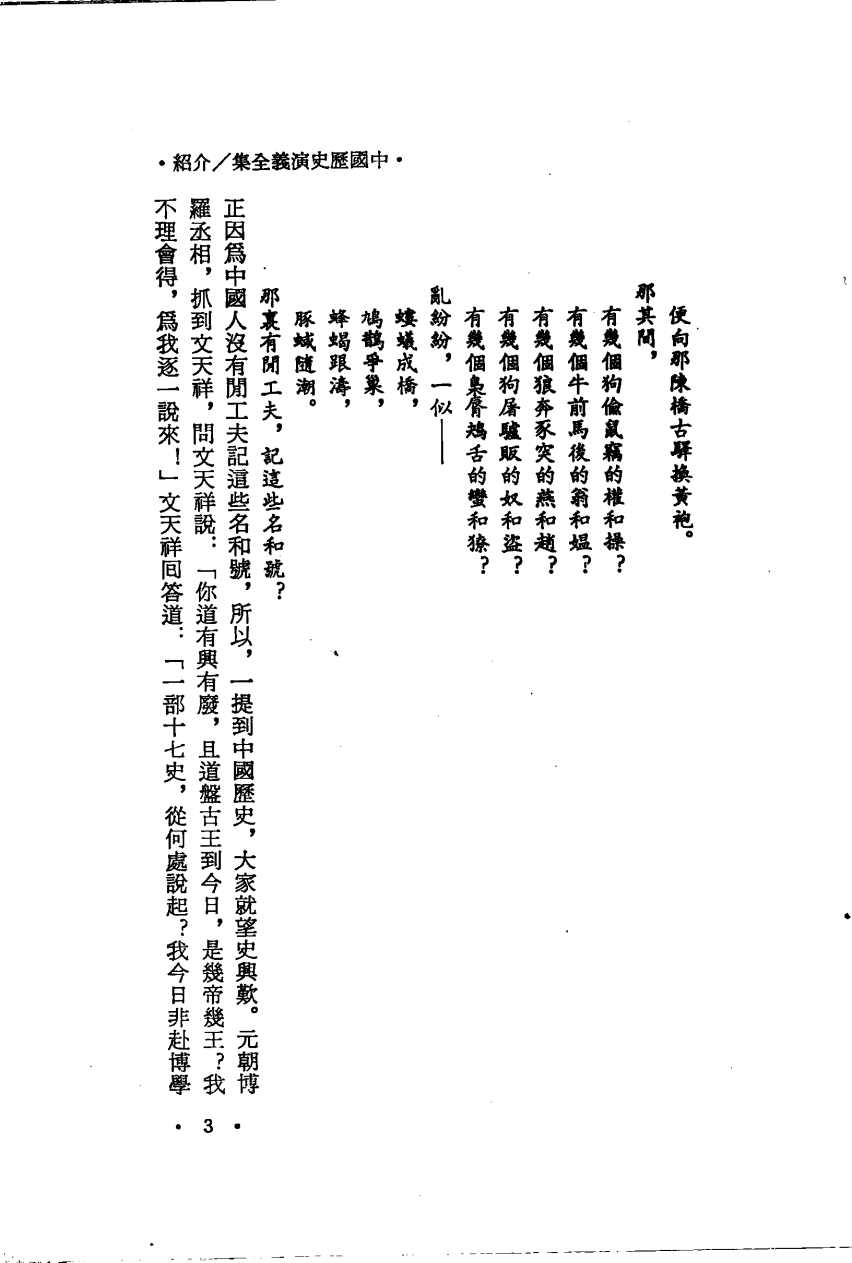 ・中國歷史演義全集／介紹・
便向那陳橋古驛換黃袍。
那其間，
有幾個狗偷鼠竊的權和操？
有幾個牛前馬後的翁和媪？
有幾個狼奔豕突的燕和趙？
有幾個狗屠驢販的奴和盜？
有幾個梟脣鴂舌的蠻和獠？
亂紛紛，一似——
螻蟻成橋，
鳩鵲爭巢，
蜂蝎跟濤，
豚蜮隨潮。
那裏有閒工夫，記這些名和號？
正因爲中國人沒有閒工夫記這些名和號，所以，一提到中國歷史，大家就望史興歎。元朝博
羅丞相，抓到文天祥，問文天祥說：「你道有興有廢，且道盤古王到今日，是幾帝幾王？我
不理會得，爲我逐一說來！」文天祥回答道：「一部十七史，從何處說起？我今日非赴博學
・3・